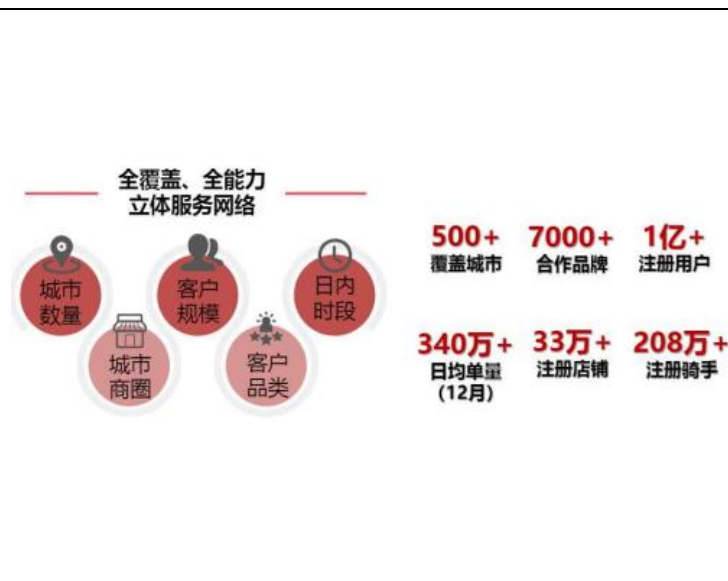 全覆盖、全能力
立体服务网络
城市
数量
客户
规模
日内
时段
城市
商圈
客户
品类
500+
7000+
1亿+
覆盖城市
合作品牌
注册用户
340万+
33万+
208万+
日均单量
(12月)
注册店铺
注册骑手